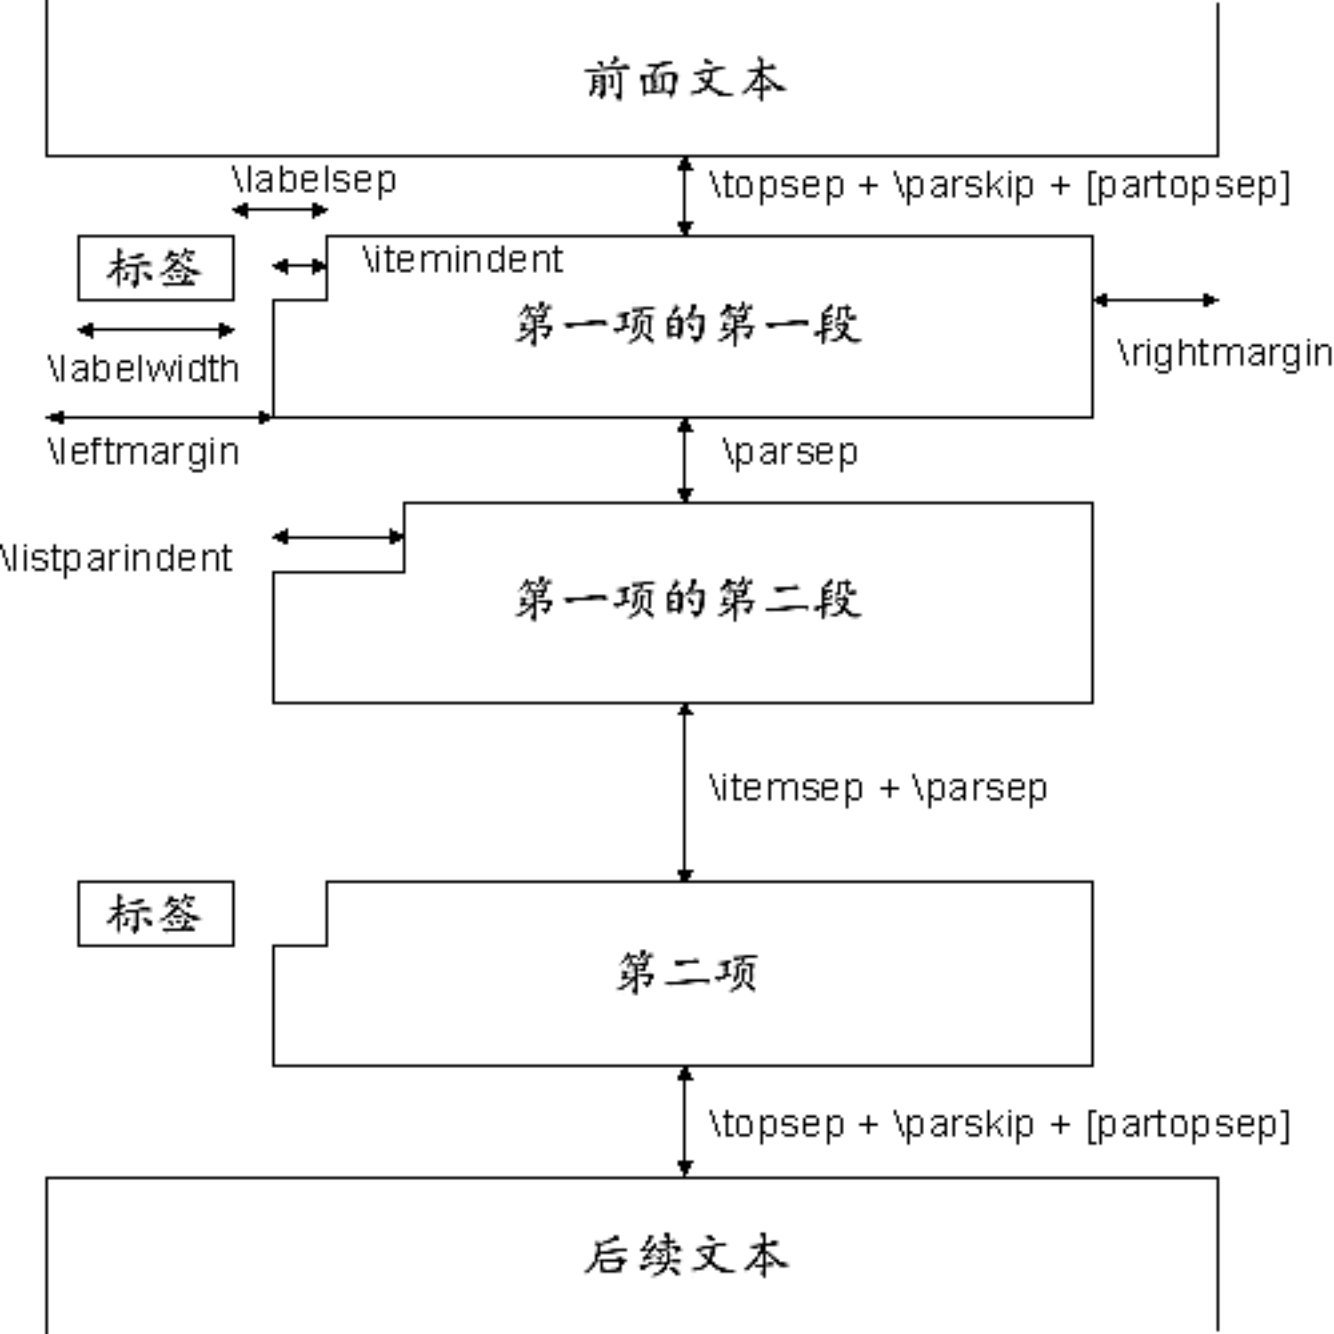 前面文本
\labelsep
\topsep + \parskip + [partopsep]
标签
\itemindent
第一项的第一段
\rightmargin
\labelwidth
\leftmargin
\parsep
\listparindent
第一项的第二段
\itemsep + \parsep
标签
第二项
\topsep + \parskip + [partopsep]
后续文本